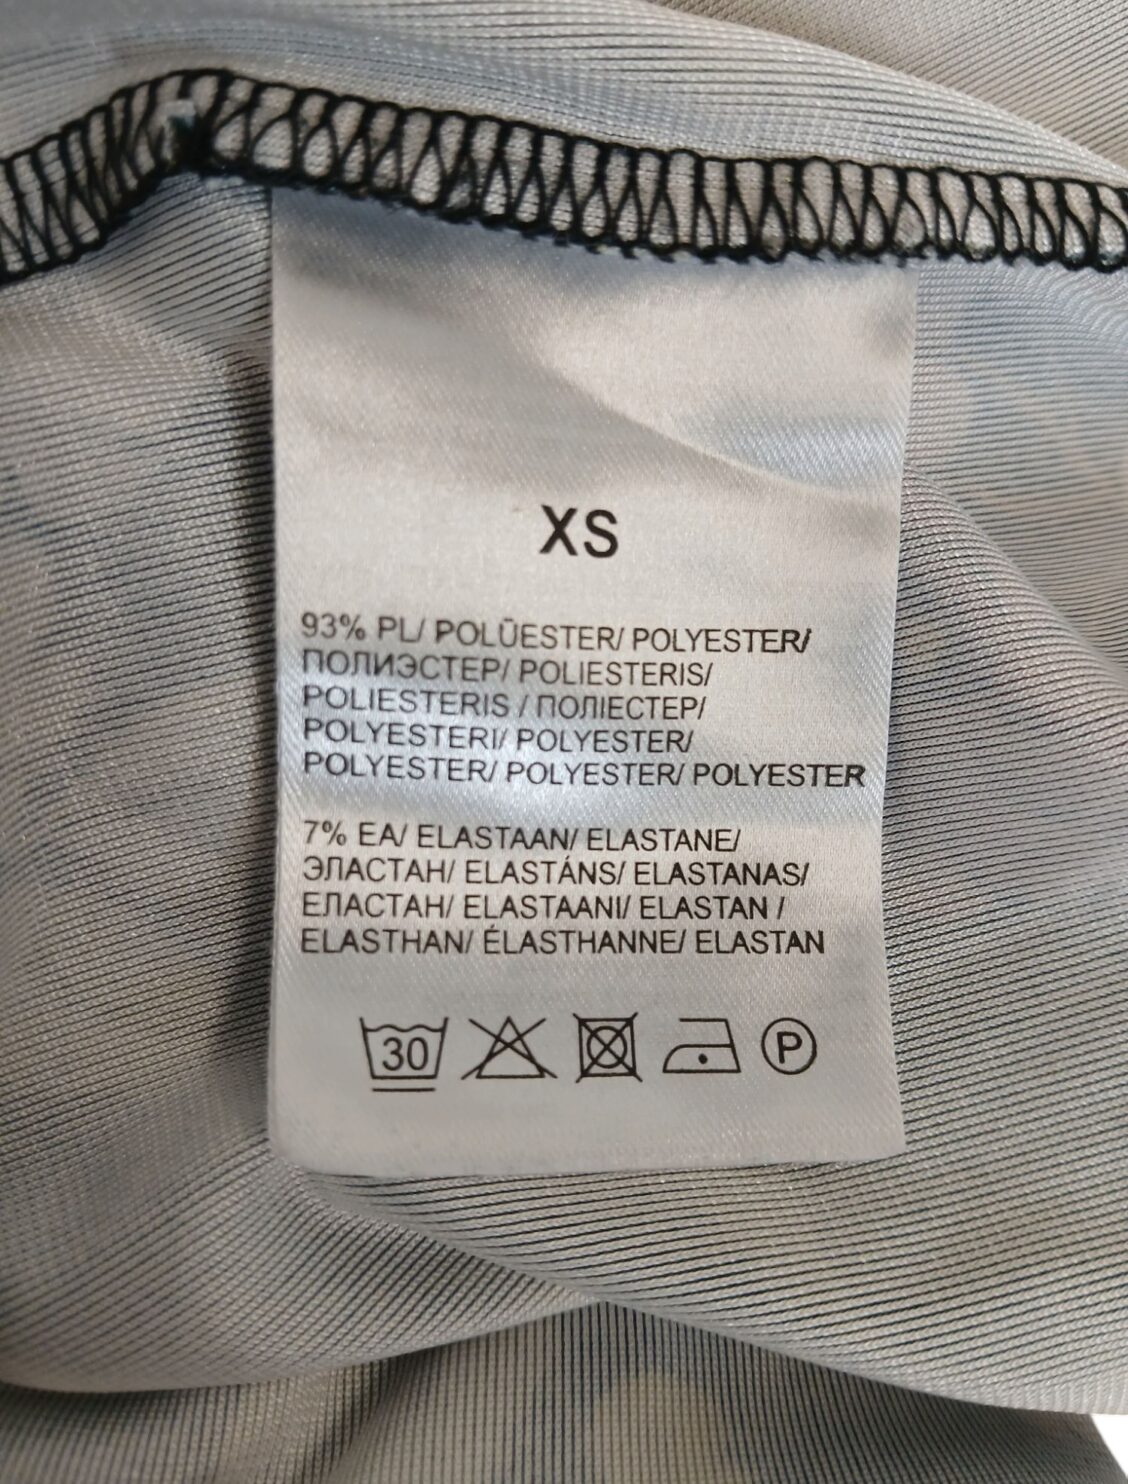 XS
93% PL/ POLÜESTER/ POLYESTER/
ПОЛИЭСТЕР/ POLIESTERIS/
POLIESTERIS / ПОЛІЕСТЕР/
POLYESTERI/ POLYESTER/
POLYESTER/ POLYESTER/ POLYESTER
7% EA/ ELASTAAN/ ELASTANE/
ЭЛАСТАН/ ELASTÁNS/ ELASTANAS/
ЕЛАСТАН/ ELASTAANI/ ELASTAN /
ELASTHAN/ ÉLASTHANNE/ ELASTAN
30 P